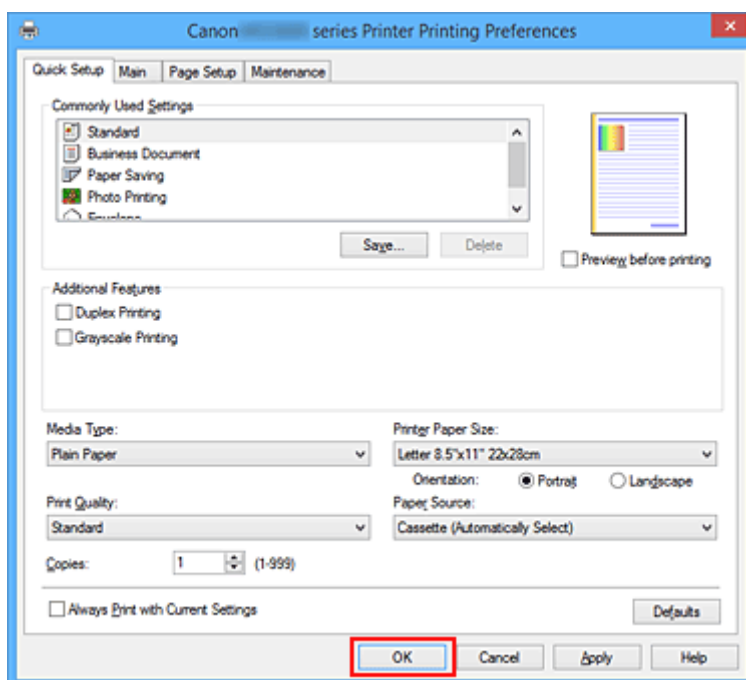 Canon series Printer Printing Preferences
Quick Setup Main Page Setup Maintenance
Commonly Used Settings
Standard
Business Document
Paper Saving
Photo Printing
Envelope
Save... Delete
Preview before printing
Additional Features
Duplex Printing
Grayscale Printing
Media Type:
Plain Paper
Printer Paper Size:
Letter 8.5"x11" 22x28cm
Orientation: Portrait Landscape
Print Quality:
Standard
Paper Source:
Cassette (Automatically Select)
Copies: 1 (1-999)
Always Print with Current Settings
Defaults
OK Cancel Apply Help